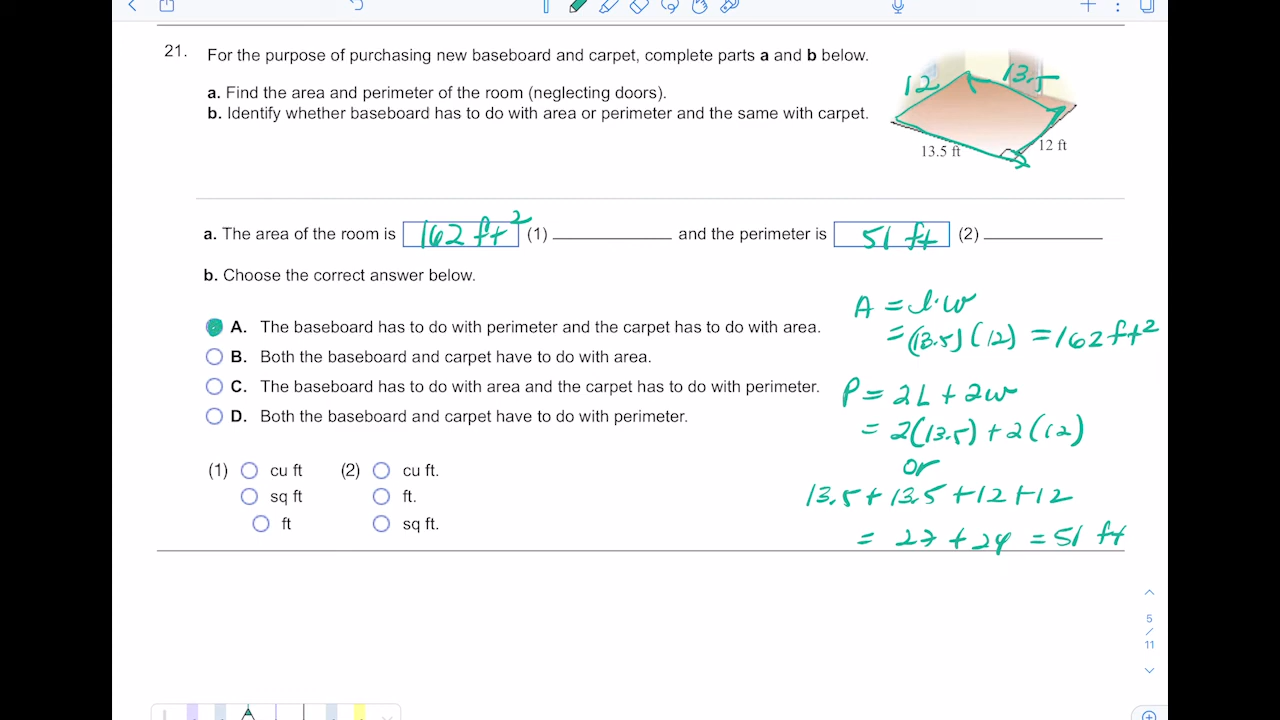 21. For the purpose of purchasing new baseboard and carpet, complete parts a and b below.
a. Find the area and perimeter of the room (neglecting doors).
b. Identify whether baseboard has to do with area or perimeter and the same with carpet.
12 13.5
13.5 ft 12 ft
a. The area of the room is 162 ft² (1) ____________ and the perimeter is 51 ft (2) ____________
b. Choose the correct answer below.
A. The baseboard has to do with perimeter and the carpet has to do with area.
B. Both the baseboard and carpet have to do with area.
C. The baseboard has to do with area and the carpet has to do with perimeter.
D. Both the baseboard and carpet have to do with perimeter.
(1) cu ft (2) cu ft.
sq ft ft.
ft sq ft.
A = l·w
= (13.5)(12) = 162 ft²
P = 2L + 2w
= 2(13.5) + 2(12)
or
13.5 + 13.5 + 12 + 12
= 27 + 24 = 51 ft
5
/
11